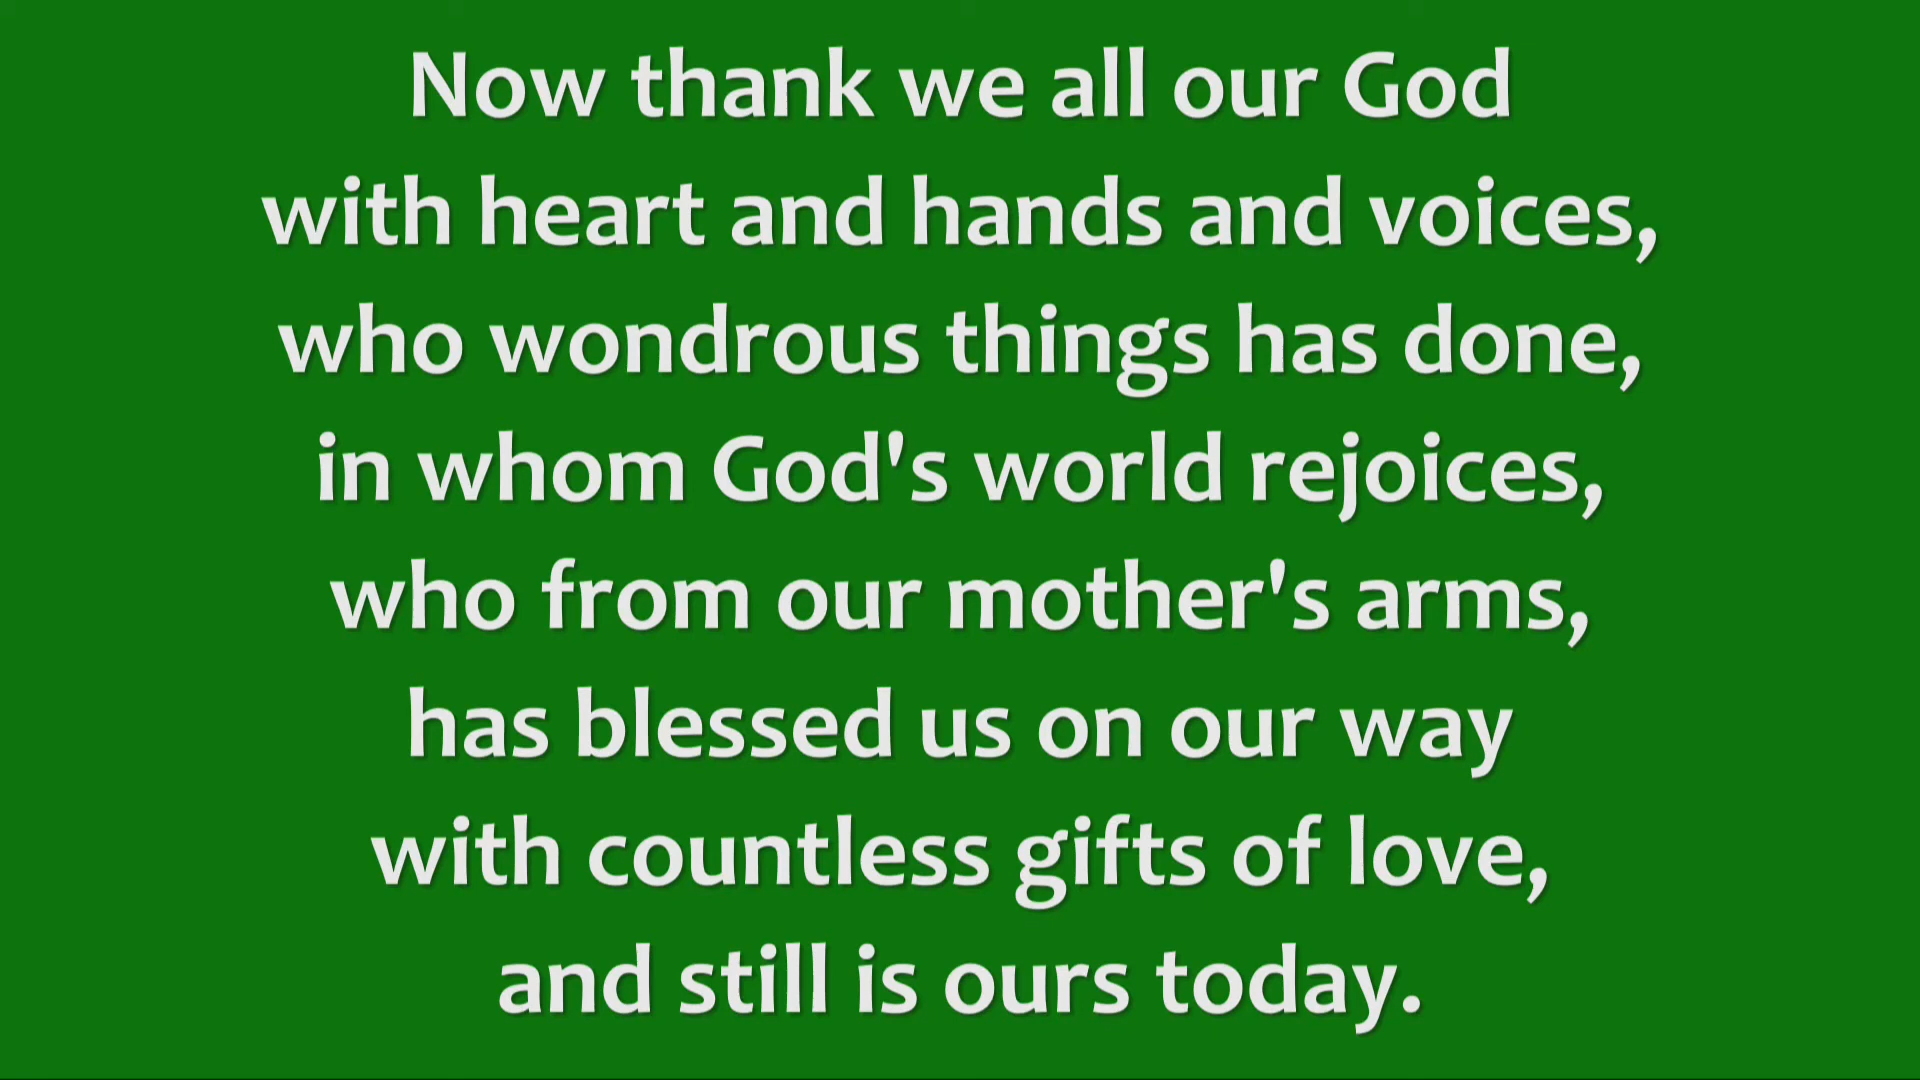 Now thank we all our God
with heart and hands and voices,
who wondrous things has done,
in whom God's world rejoices,
who from our mother's arms,
has blessed us on our way
with countless gifts of love,
and still is ours today.